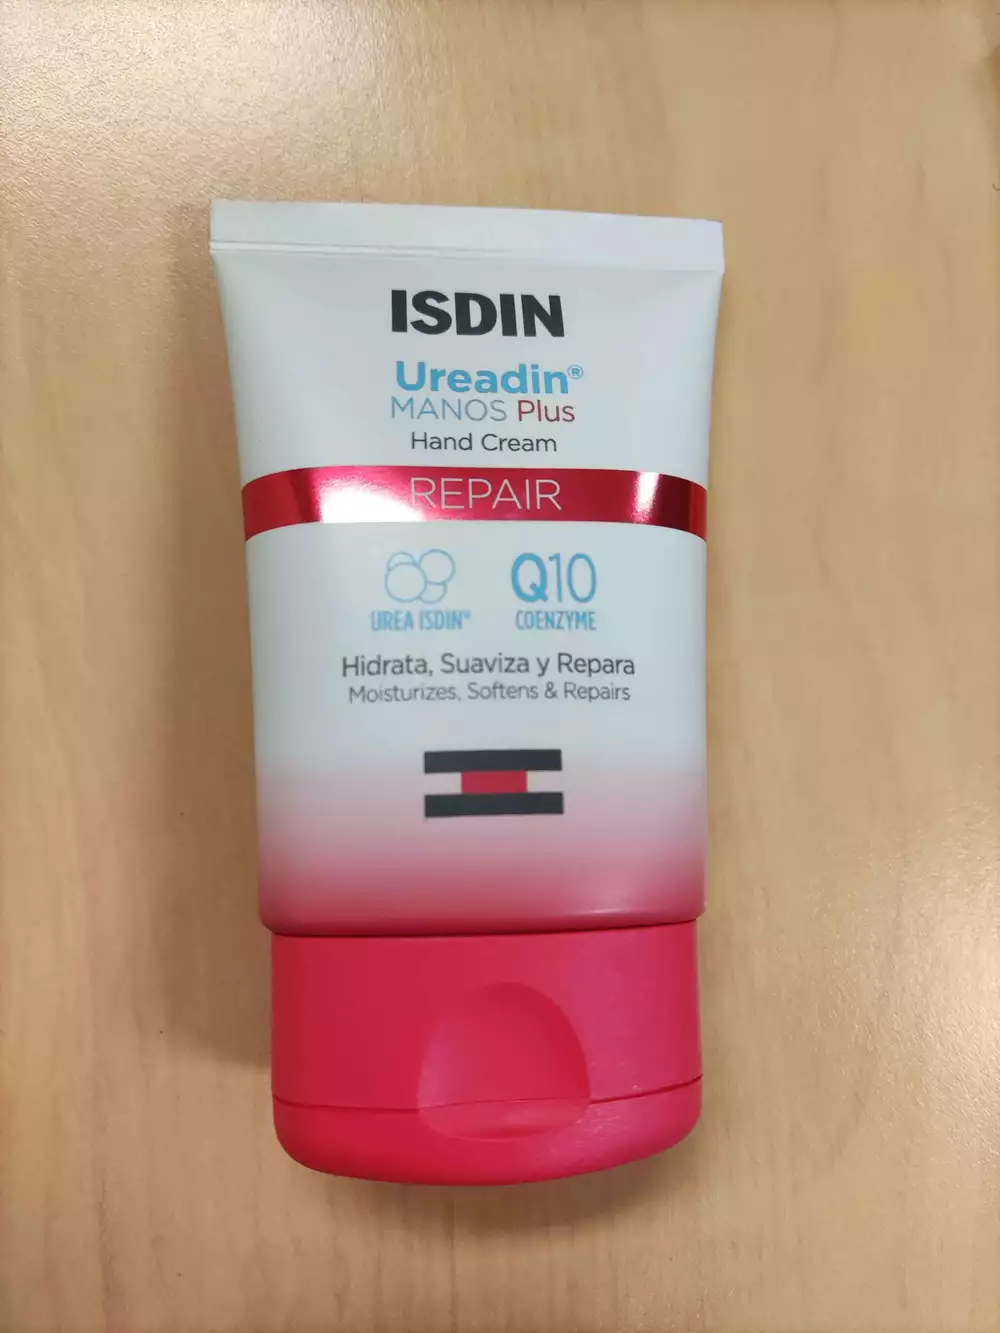 ISDIN
Ureadin®
MANOS Plus
Hand Cream
REPAIR
UREA ISDIN®
Q10
COENZYME
Hidrata, Suaviza y Repara
Moisturizes, Softens & Repairs